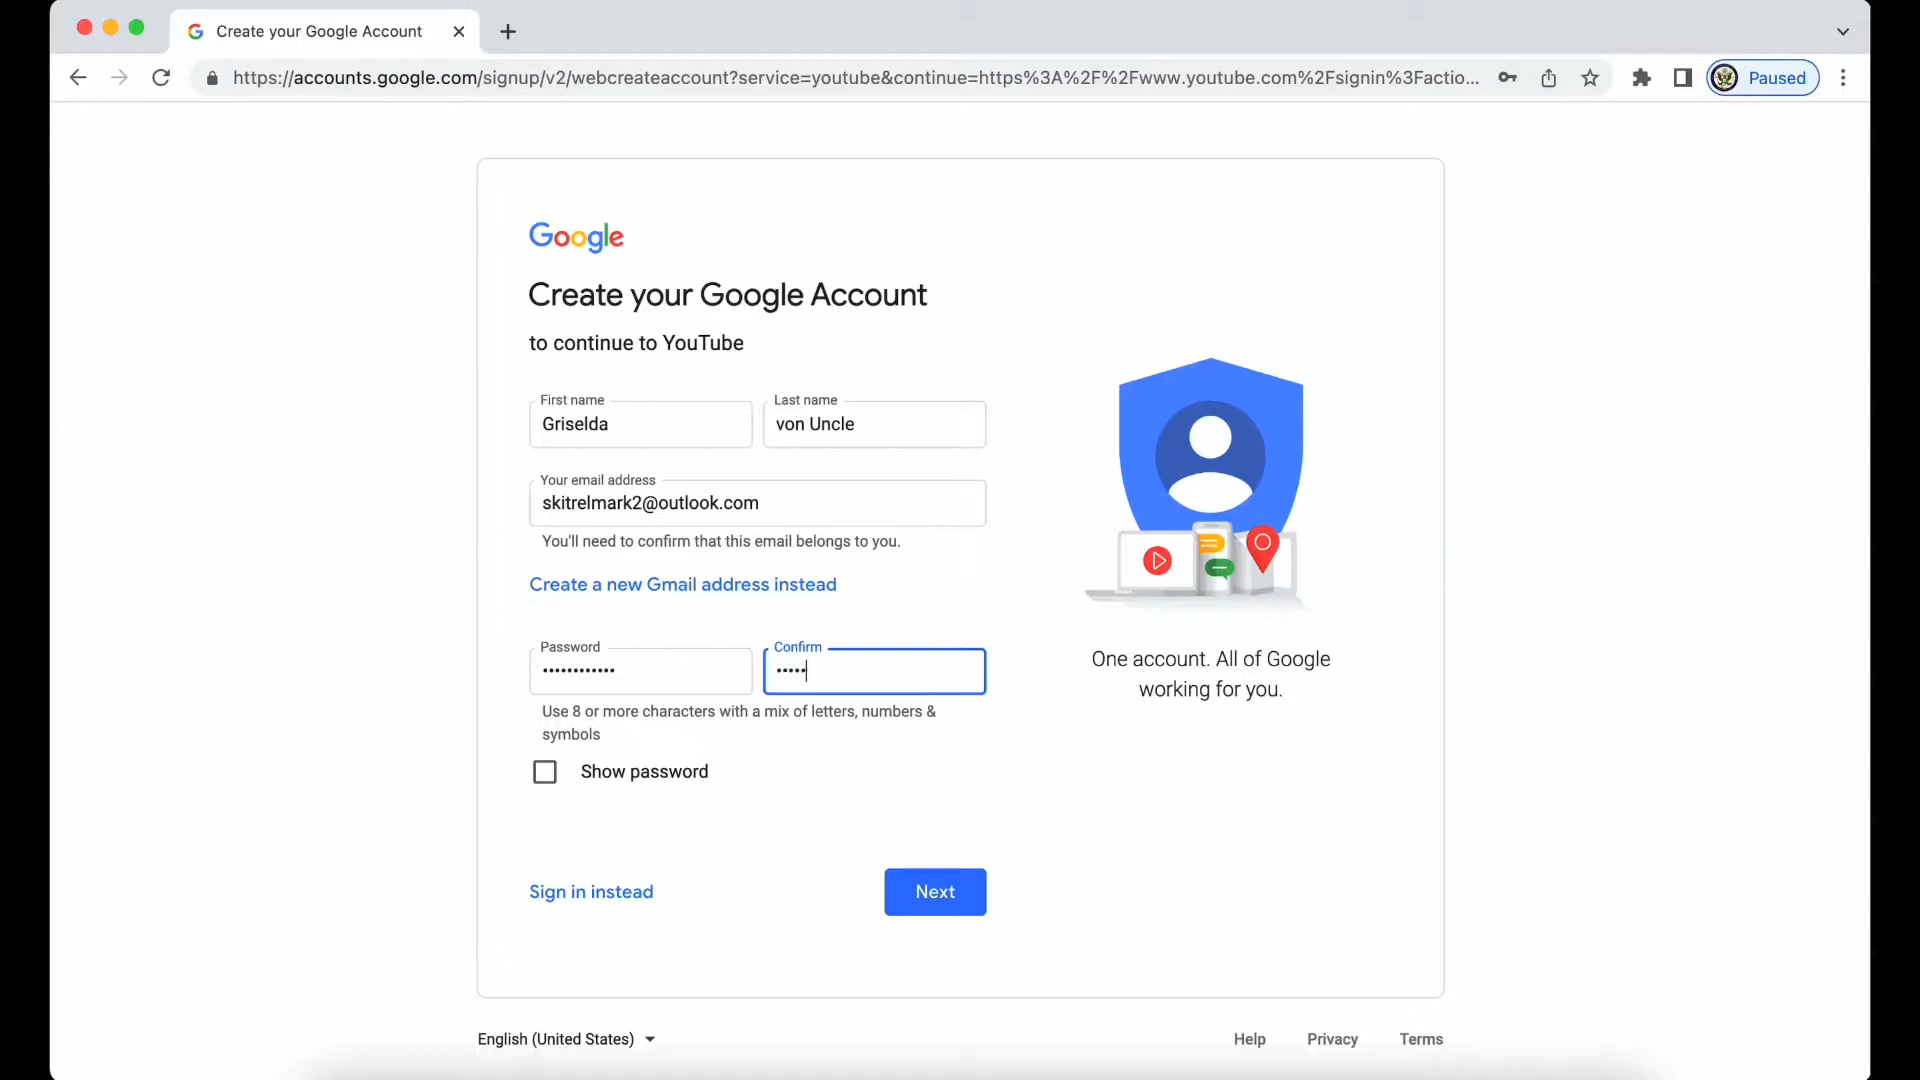 Create your Google Account
https://accounts.google.com/signup/v2/webcreateaccount?service=youtube&continue=https%3A%2F%2Fwww.youtube.com%2Fsignin%3Factio...
Paused
Google
Create your Google Account
to continue to YouTube
First name
Last name
Griselda
von Uncle
Your email address
skitrelmark2@outlook.com
You'll need to confirm that this email belongs to you.
Create a new Gmail address instead
Password
Confirm
••••••••••••
•••••
Use 8 or more characters with a mix of letters, numbers &
symbols
Show password
One account. All of Google
working for you.
Sign in instead
Next
English (United States)
Help
Privacy
Terms